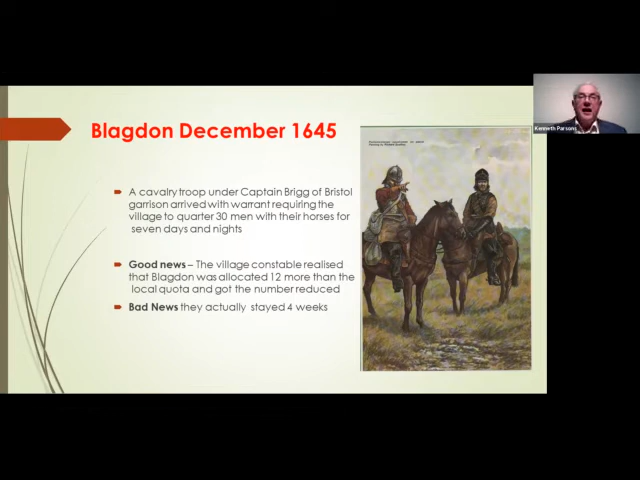 Blagdon December 1645
A cavalry troop under Captain Brigg of Bristol
garrison arrived with warrant requiring the
village to quarter 30 men with their horses for
seven days and nights
Good news – The village constable realised
that Blagdon was allocated 12 more than the
local quota and got the number reduced
Bad News they actually stayed 4 weeks
Kenneth Parsons